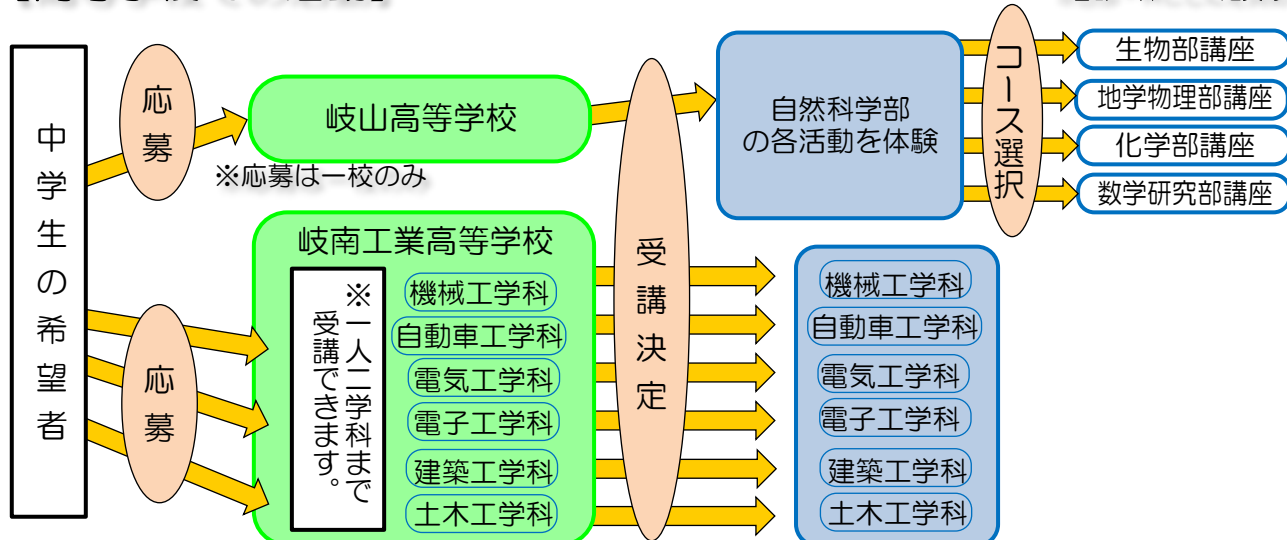 中学生の希望者
応募
岐山高等学校
※応募は一校のみ
応募
岐南工業高等学校
※一人二学科まで
受講できます。
機械工学科
自動車工学科
電気工学科
電子工学科
建築工学科
土木工学科
受講決定
自然科学部
の各活動を体験
コース選択
生物部講座
地学物理部講座
化学部講座
数学研究部講座
機械工学科
自動車工学科
電気工学科
電子工学科
建築工学科
土木工学科